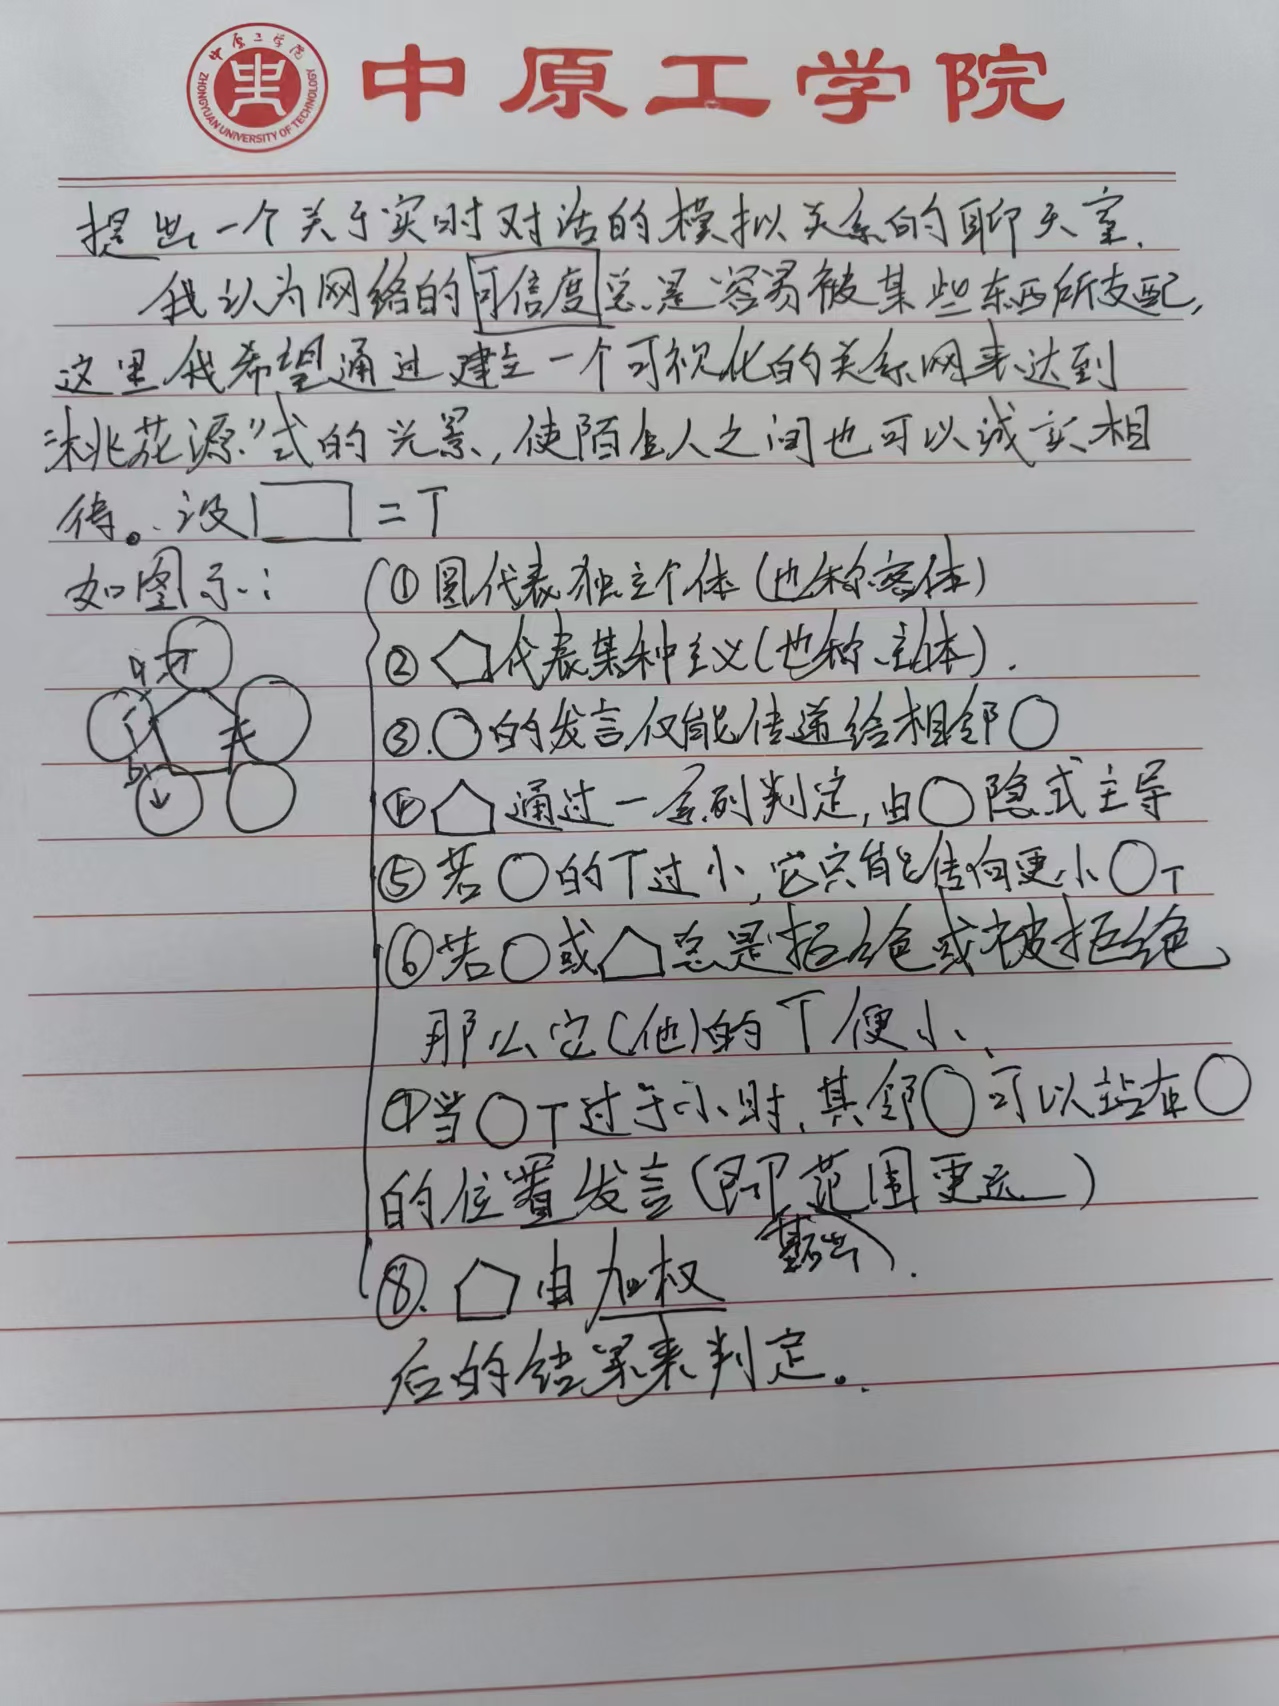 中原工学院
中原工学院
ZHONGYUAN UNIVERSITY OF TECHNOLOGY
提出一个关于实时对话的模拟关系的聊天室.
我认为网络的可信度总是容易被某些东西所支配,
这里我希望通过建立一个可视化的关系网来达到
"桃花源"式的光景,使陌生人之间也可以诚实相
待。设□=T
如图示:
a
b
①圆代表独立个体(也称客体)
②⬠代表某种主义(也称主体).
③.○的发言仅能传递给相邻○
④⬠通过一系列判定,由○隐式主导
⑤若○的T过小,它只能传向更小○T
⑥若○或⬠总是拒绝或被拒绝,
那么它(他)的T便小、
⑦当○T过于小时,其邻○可以站在○
的位置发言(即范围更远)
⑧.⬠由加权
后的结果来判定。